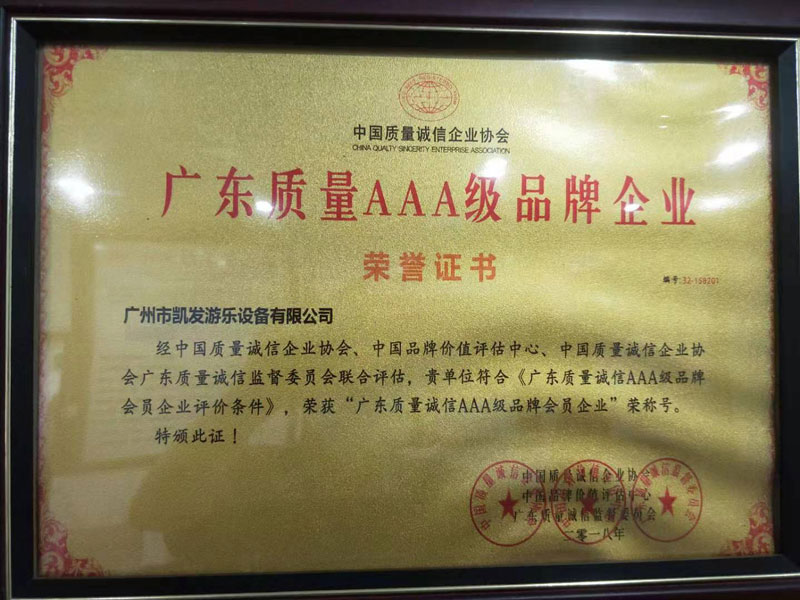 中国质量诚信企业协会
CHINA QUALTY SINCERITY ENTERPRISE ASSOCIATION
广东质量AAA级品牌企业
荣誉证书
编号:32-158201
广州市凯发游乐设备有限公司
经中国质量诚信企业协会、中国品牌价值评估中心、中国质量诚信企业协
会广东质量诚信监督委员会联合评估，贵单位符合《广东质量诚信AAA级品牌
会员企业评价条件》，荣获“广东质量诚信AAA级品牌会员企业”荣称号。
特颁此证！
中国质量诚信企业协会
中国品牌价值评估中心
广东质量诚信监督委员会
二零一八年